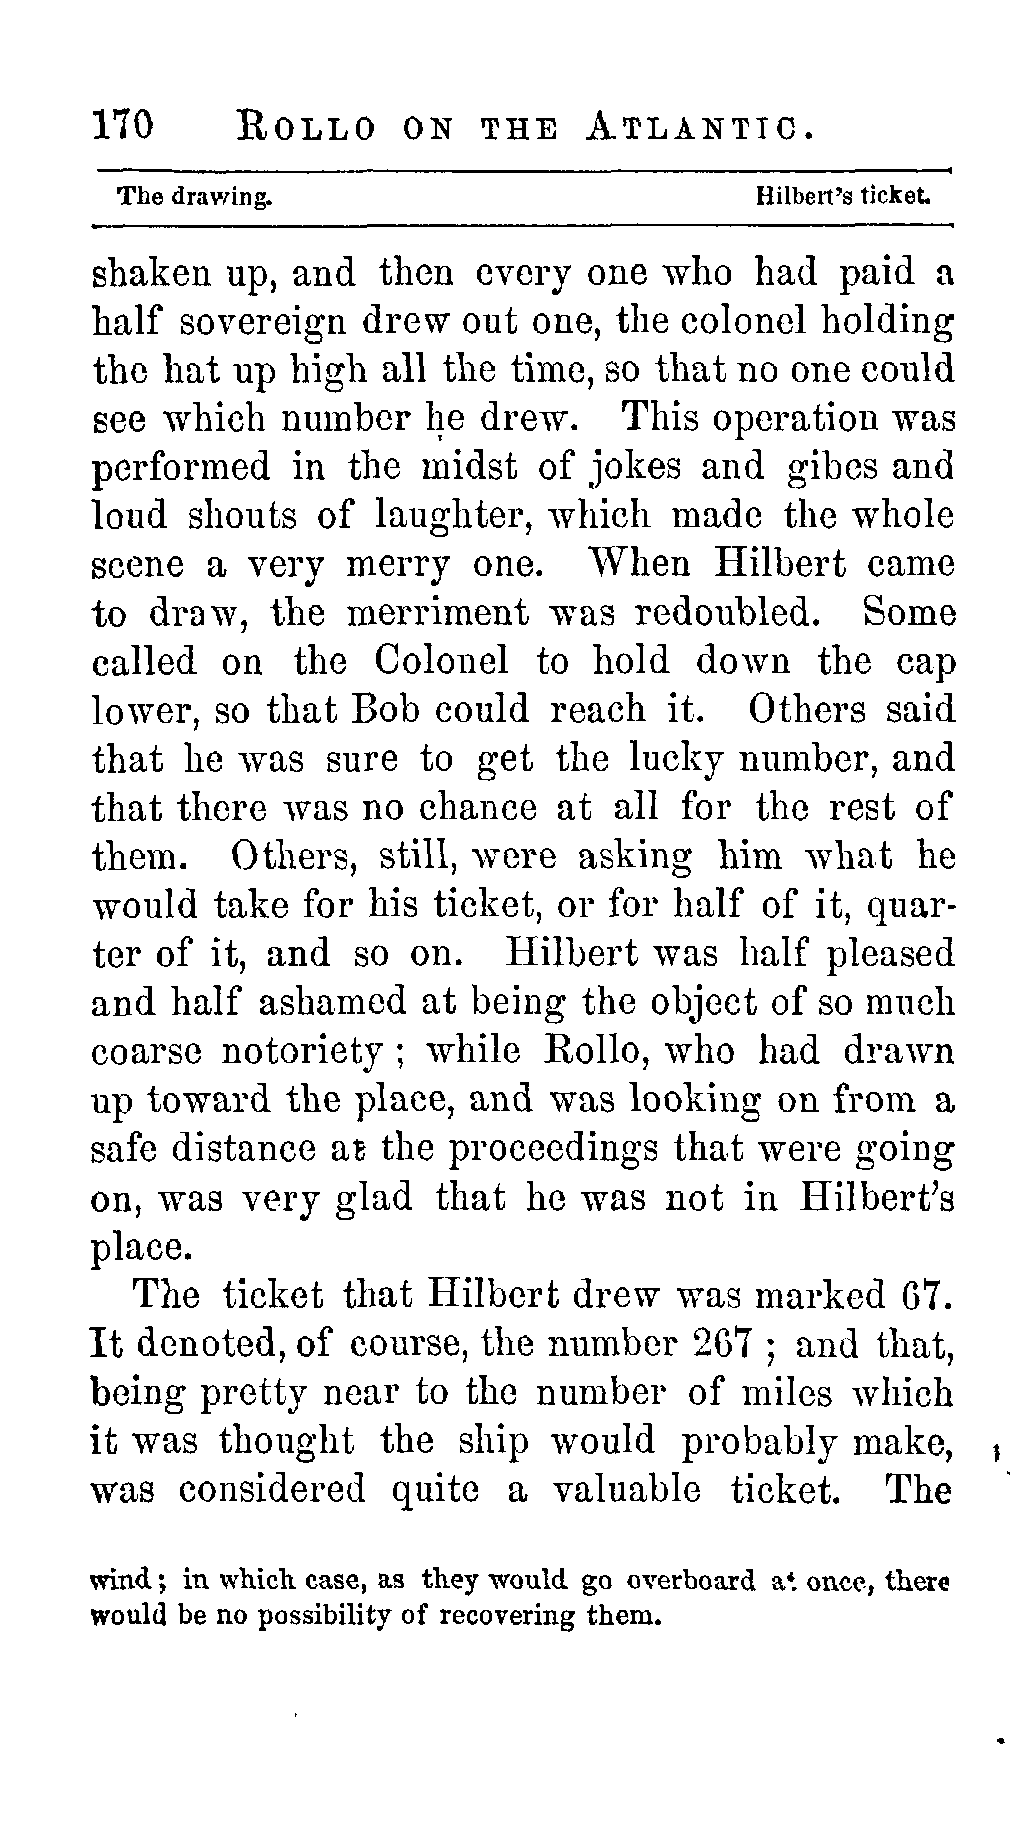 170 ROLLO ON THE ATLANTIC.
The drawing. Hilbert's ticket.
shaken up, and then every one who had paid a
half sovereign drew out one, the colonel holding
the hat up high all the time, so that no one could
see which number he drew. This operation was
performed in the midst of jokes and gibes and
loud shouts of laughter, which made the whole
scene a very merry one. When Hilbert came
to draw, the merriment was redoubled. Some
called on the Colonel to hold down the cap
lower, so that Bob could reach it. Others said
that he was sure to get the lucky number, and
that there was no chance at all for the rest of
them. Others, still, were asking him what he
would take for his ticket, or for half of it, quar-
ter of it, and so on. Hilbert was half pleased
and half ashamed at being the object of so much
coarse notoriety; while Rollo, who had drawn
up toward the place, and was looking on from a
safe distance at the proceedings that were going
on, was very glad that he was not in Hilbert's
place.
The ticket that Hilbert drew was marked 67.
It denoted, of course, the number 267; and that,
being pretty near to the number of miles which
it was thought the ship would probably make,
was considered quite a valuable ticket. The
wind; in which case, as they would go overboard at once, there
would be no possibility of recovering them.